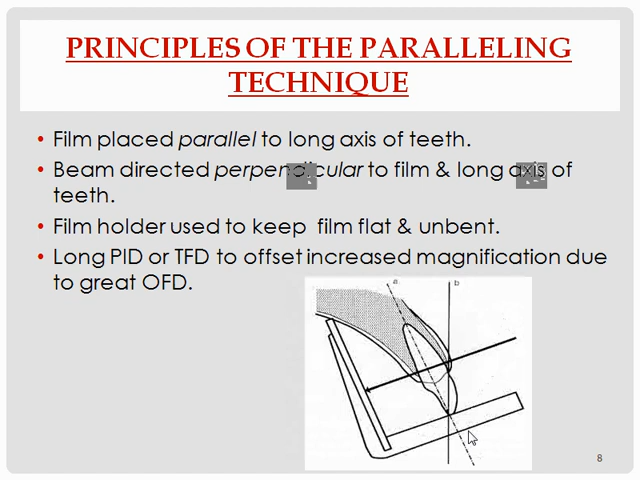 PRINCIPLES OF THE PARALLELING
TECHNIQUE
• Film placed parallel to long axis of teeth.
• Beam directed perpendicular to film & long axis of
teeth.
• Film holder used to keep film flat & unbent.
• Long PID or TFD to offset increased magnification due
to great OFD.
a b
8